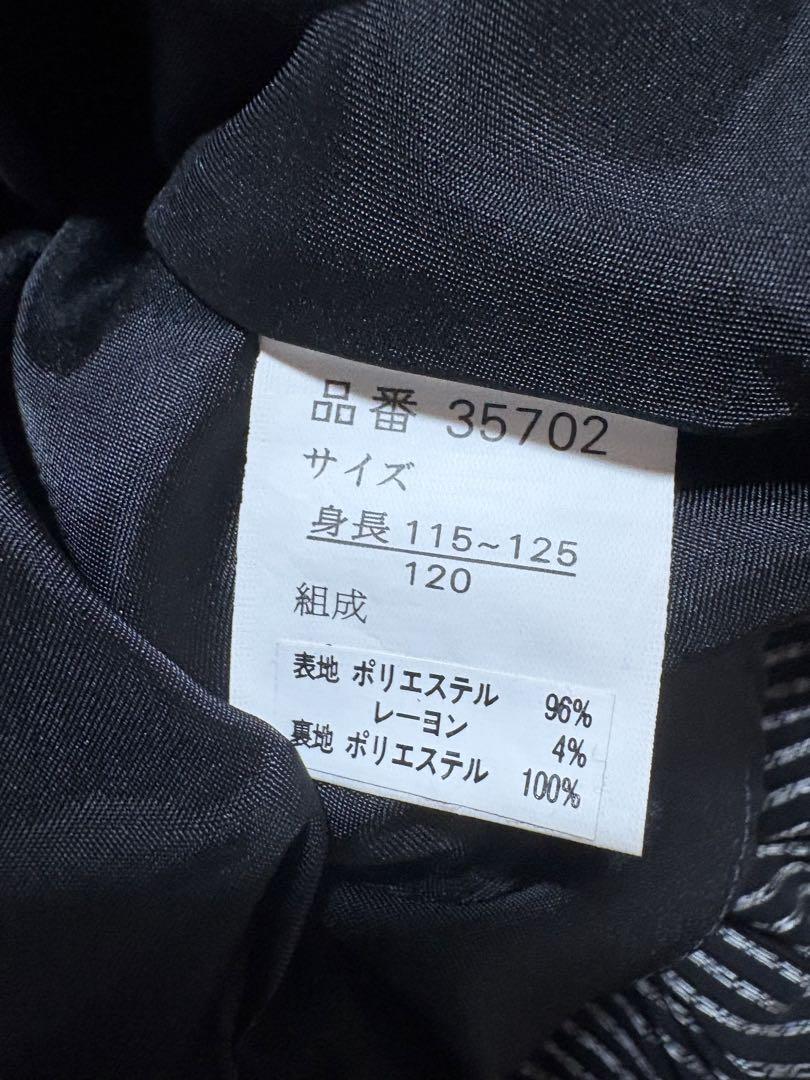 品番 35702
サイズ
身長 115~125
120
組成
表地 ポリエステル 96%
レーヨン 4%
裏地 ポリエステル 100%